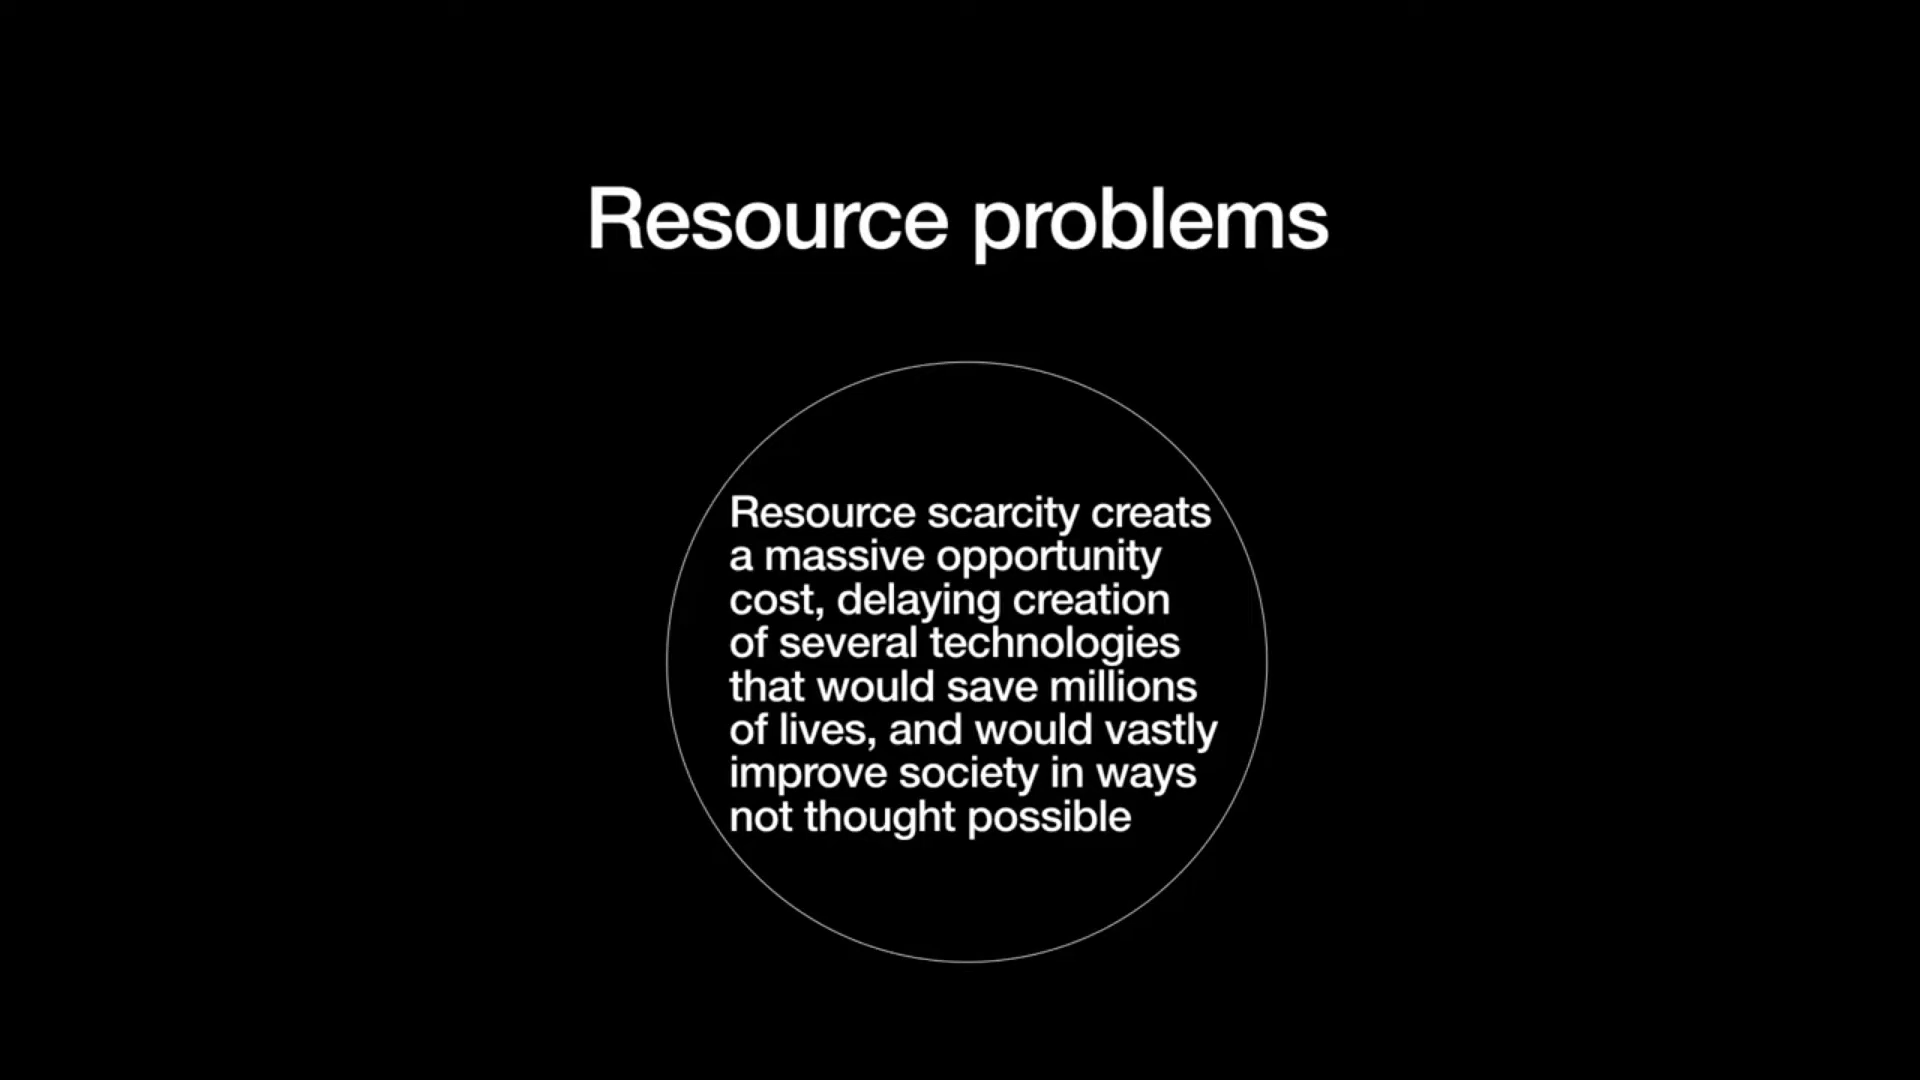 Resource problems
Resource scarcity creats
a massive opportunity
cost, delaying creation
of several technologies
that would save millions
of lives, and would vastly
improve society in ways
not thought possible